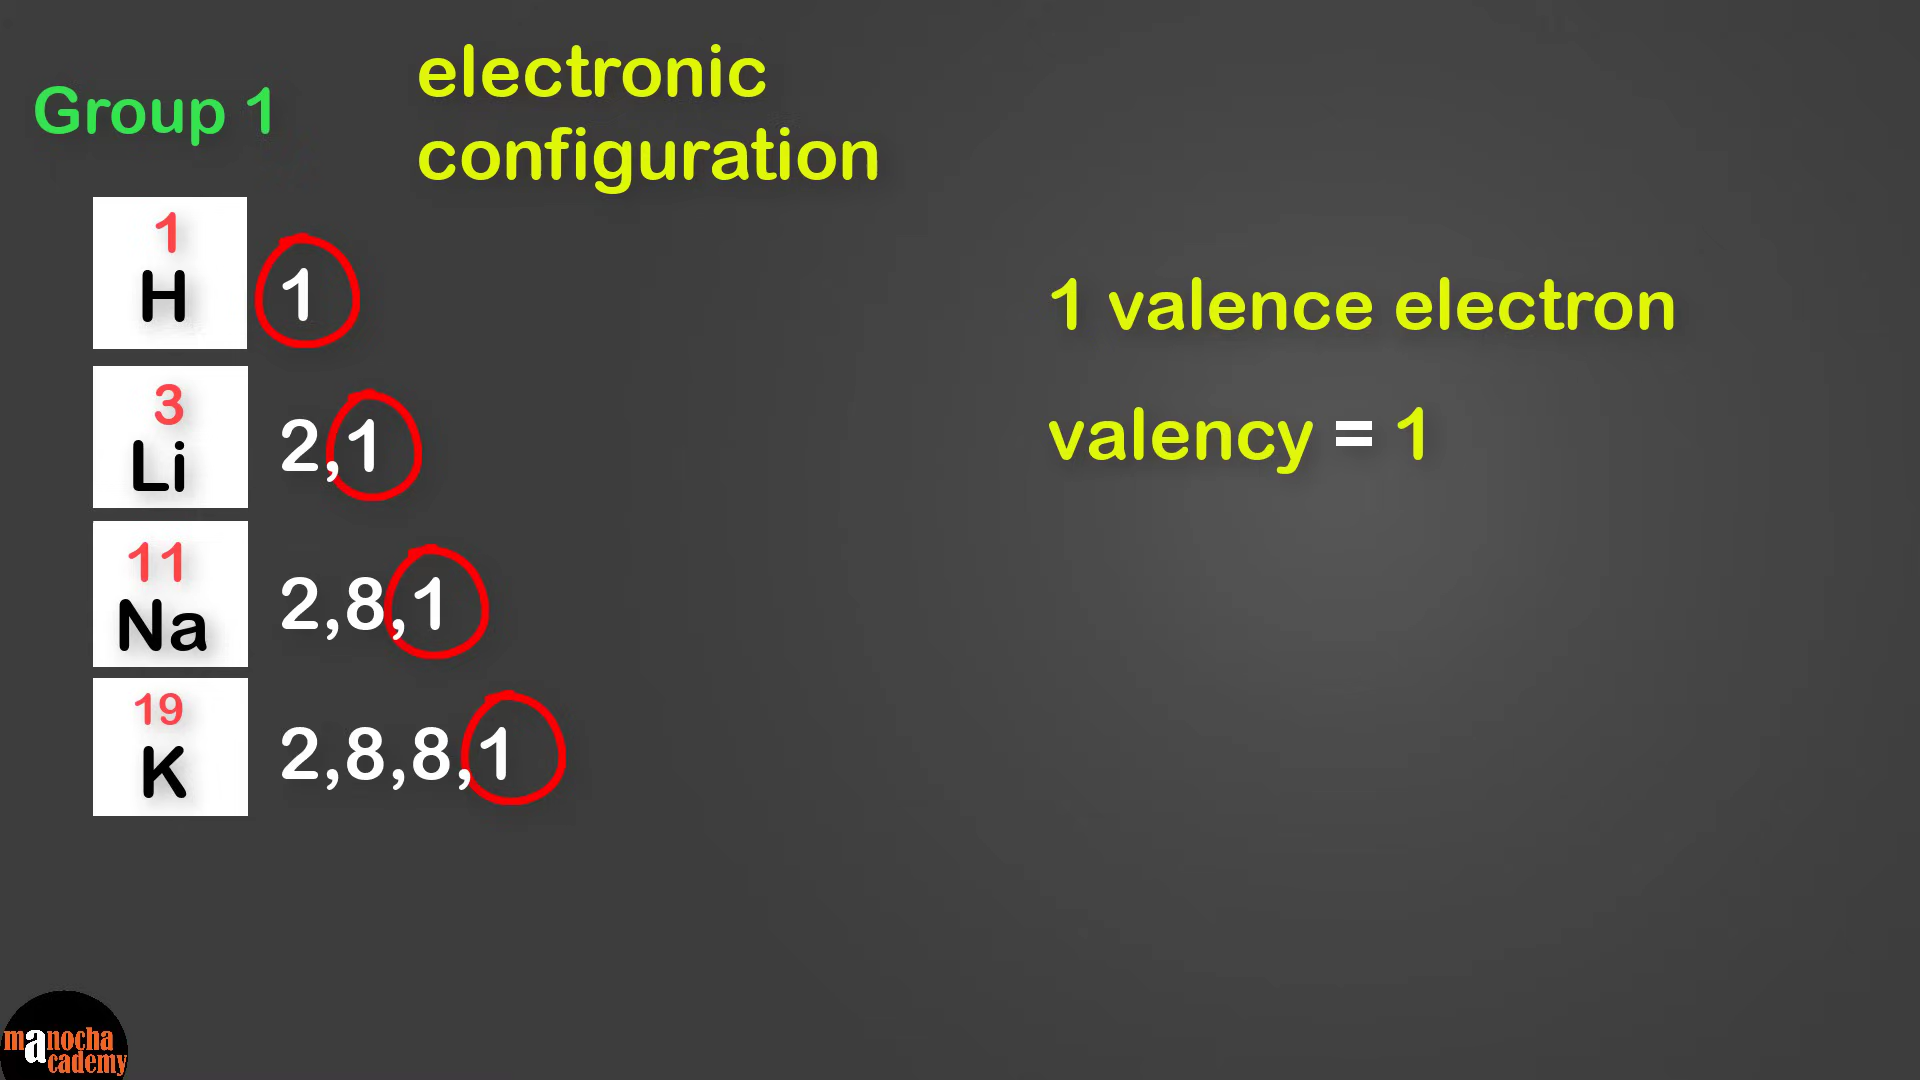 Group 1
electronic
configuration
1
H
1
3
Li
2,1
11
Na
2,8,1
19
K
2,8,8,1
1 valence electron
valency = 1
manocha
cademy